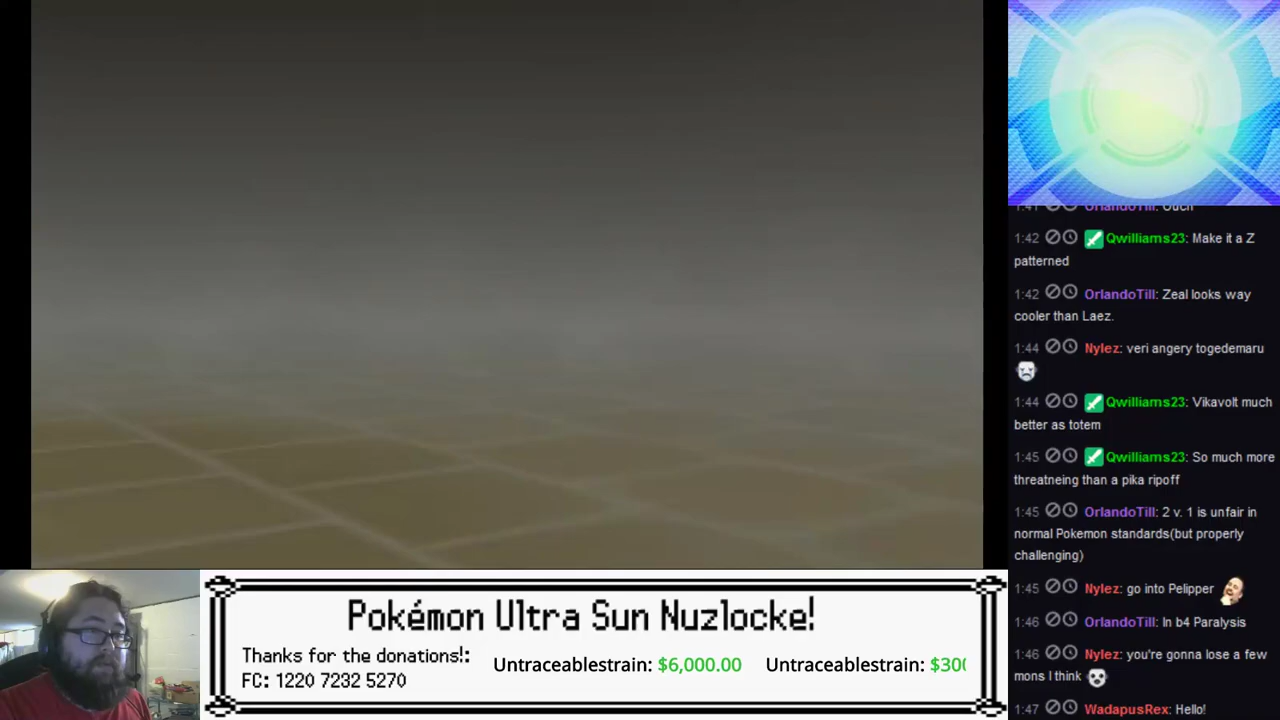 1:41 OrlandoTill: Ouch
1:42 Qwilliams23: Make it a Z
patterned
1:42 OrlandoTill: Zeal looks way
cooler than Laez.
1:44 Nylez: veri angery togedemaru
1:44 Qwilliams23: Vikavolt much
better as totem
1:45 Qwilliams23: So much more
threatneing than a pika ripoff
1:45 OrlandoTill: 2 v. 1 is unfair in
normal Pokemon standards(but properly
challenging)
1:45 Nylez: go into Pelipper
1:46 OrlandoTill: In b4 Paralysis
1:46 Nylez: you're gonna lose a few
mons I think
1:47 WadapusRex: Hello!
Pokémon Ultra Sun Nuzlocke!
Thanks for the donations!:
FC: 1220 7232 5270
Untraceablestrain: $6,000.00 Untraceablestrain: $300